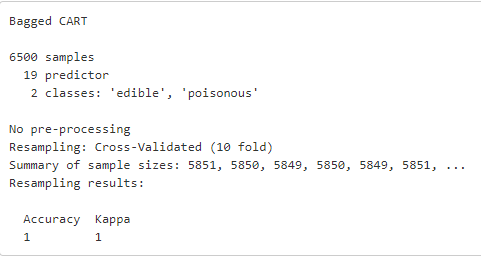 Bagged CART
6500 samples
19 predictor
2 classes: 'edible', 'poisonous'
No pre-processing
Resampling: Cross-Validated (10 fold)
Summary of sample sizes: 5851, 5850, 5849, 5850, 5849, 5851, ...
Resampling results:
Accuracy Kappa
1 1